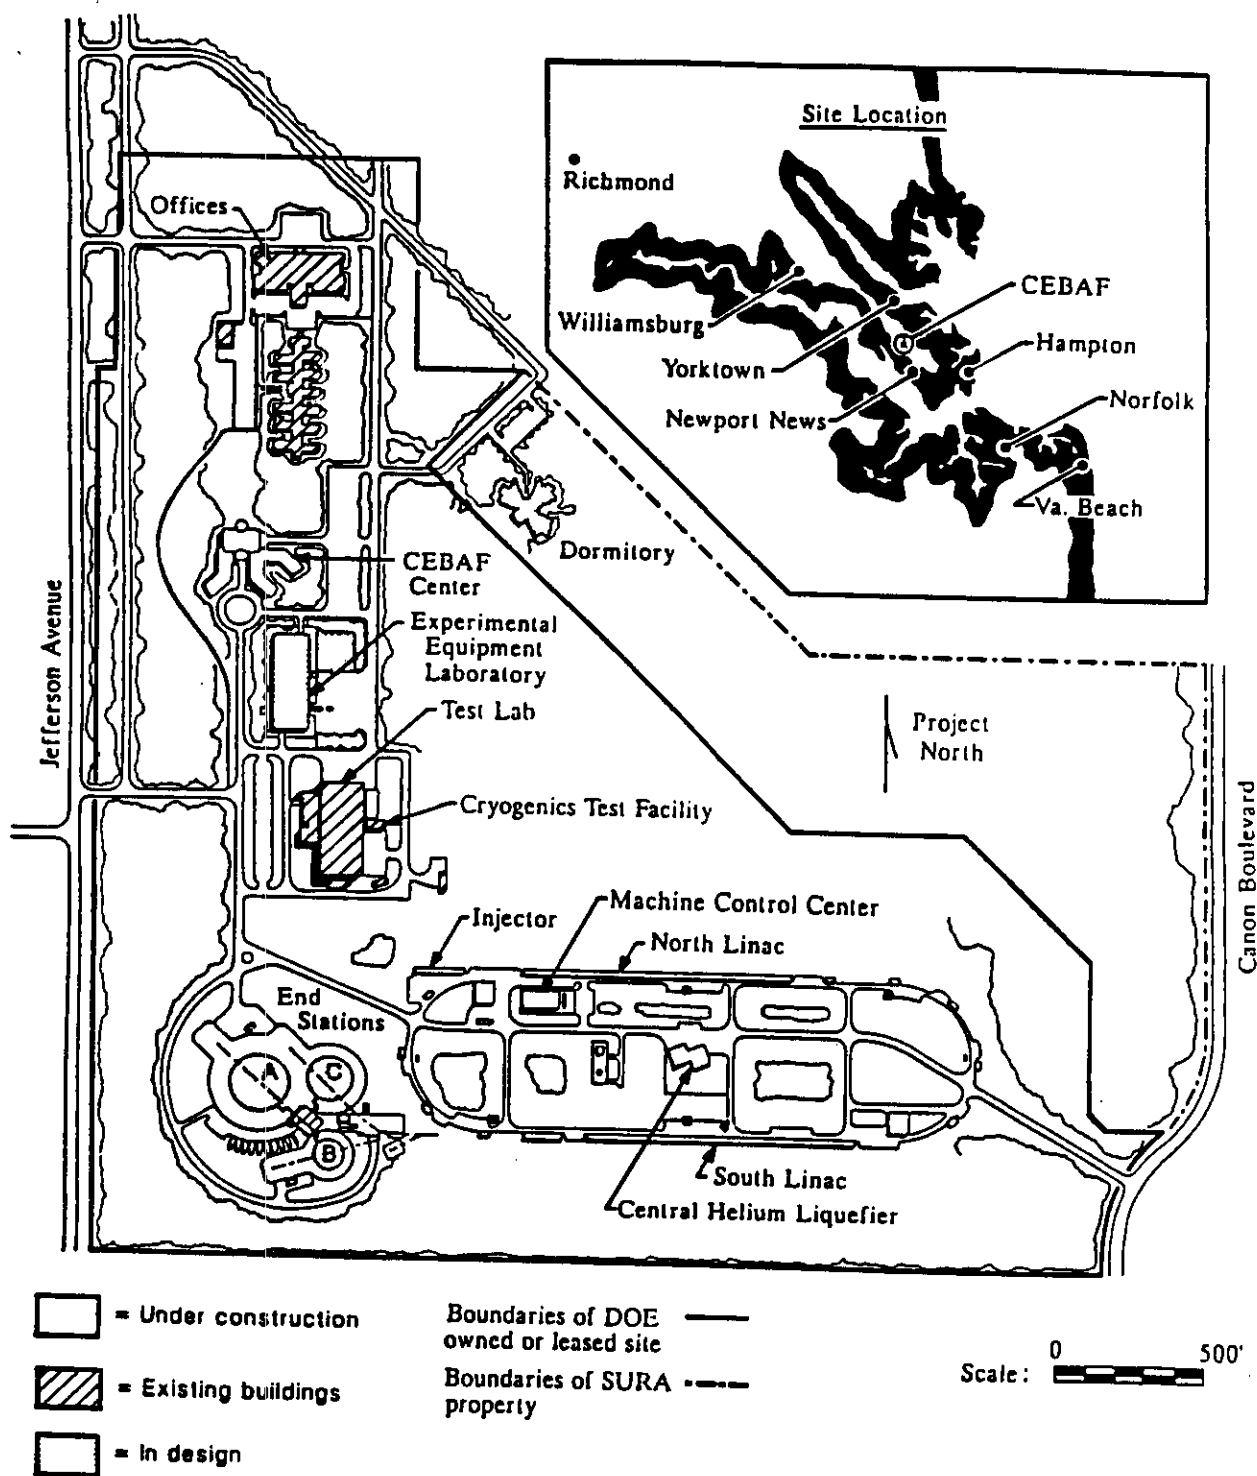 Site Location
Richmond
Offices
CEBAF
Williamsburg
Hampton
Yorktown
Norfolk
Newport News
Va. Beach
Dormitory
CEBAF
Center
Experimental
Equipment
Laboratory
Jefferson Avenue
Test Lab
Project
North
Cryogenics Test Facility
Canon Boulevard
Machine Control Center
Injector
North Linac
End
Stations
A
C
B
South Linac
Central Helium Liquefier
= Under construction
= Existing buildings
= In design
Boundaries of DOE
owned or leased site
Boundaries of SURA
property
Scale:
0
500'